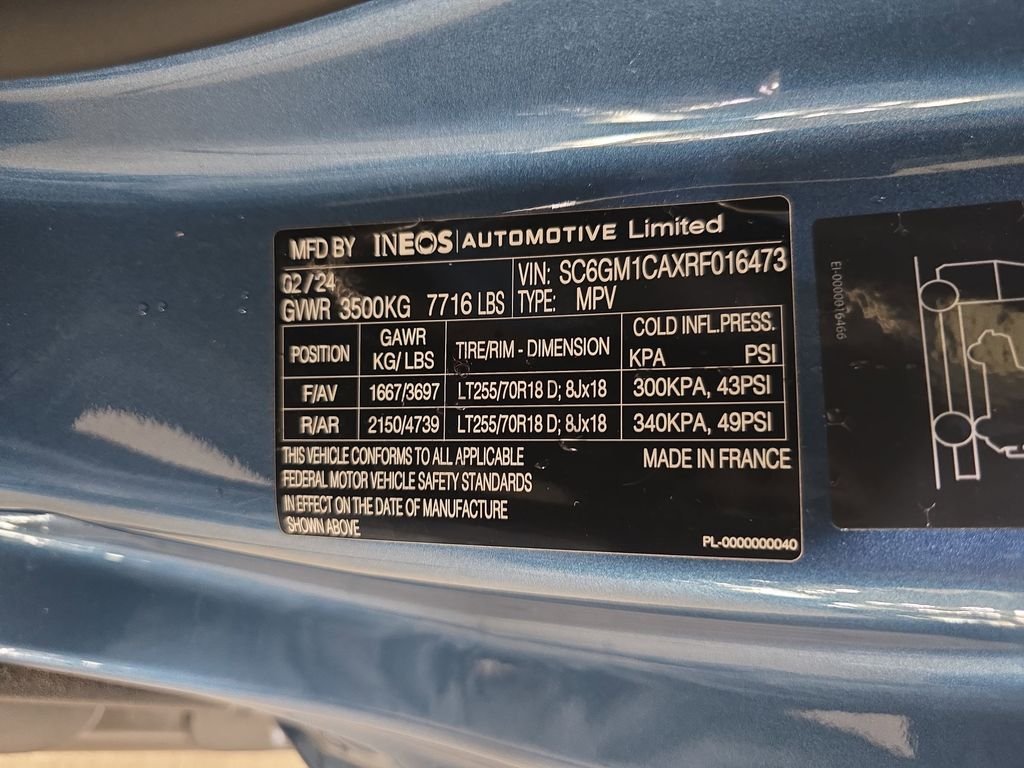 MFD BY INEOS | AUTOMOTIVE Limited
02/24
GVWR 3500KG 7716 LBS
VIN: SC6GM1CAXRF016473
TYPE: MPV
POSITION GAWR KG/ LBS TIRE/RIM - DIMENSION COLD INFL.PRESS. KPA PSI
F/AV 1667/3697 LT255/70R18 D; 8Jx18 300KPA, 43PSI
R/AR 2150/4739 LT255/70R18 D; 8Jx18 340KPA, 49PSI
THIS VEHICLE CONFORMS TO ALL APPLICABLE
FEDERAL MOTOR VEHICLE SAFETY STANDARDS
IN EFFECT ON THE DATE OF MANUFACTURE
SHOWN ABOVE
MADE IN FRANCE
PL-0000000040
EI-0000016466